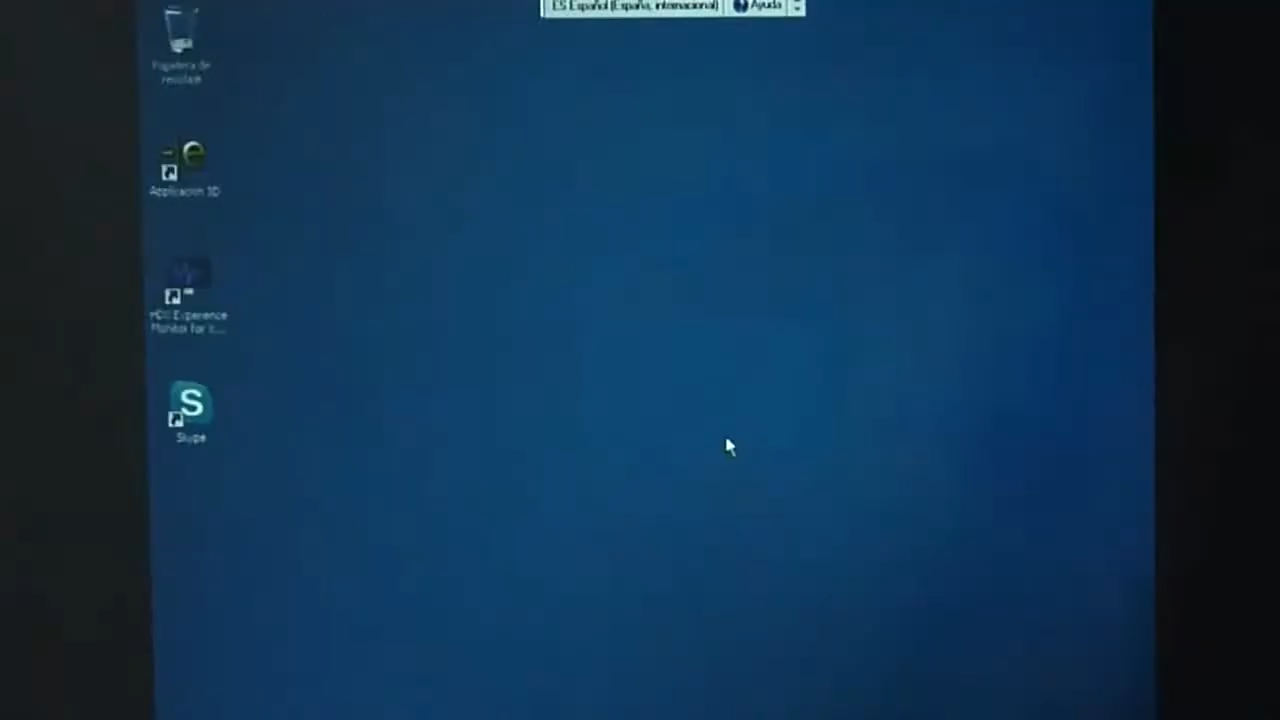 ES Español (España, internacional) Ayuda
Papelera de
reciclaje
e
Aplicación 3D
HDX Experience
Monitor for X...
S
Skype